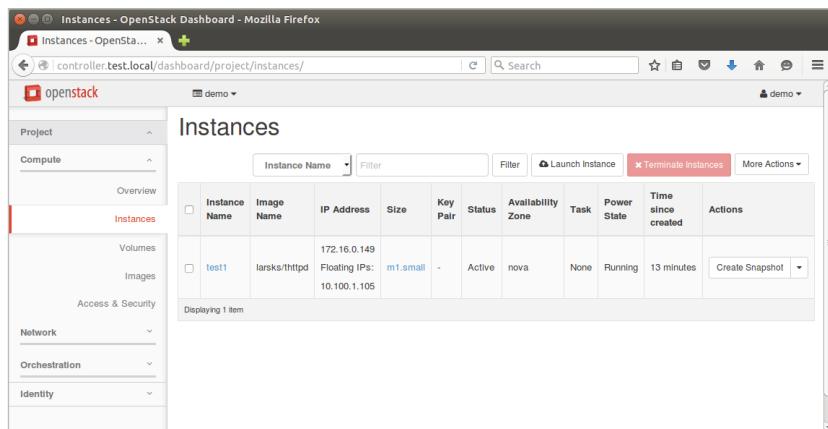 Instances - OpenStack Dashboard - Mozilla Firefox
Instances - OpenSta... ×
controller.test.local/dashboard/project/instances/
Search
openstack
demo
demo
Project
Compute
Overview
Instances
Volumes
Images
Access & Security
Network
Orchestration
Identity
Instances
Instance Name
Filter
Filter
Launch Instance
Terminate Instances
More Actions
Instance Name
Image Name
IP Address
Size
Key Pair
Status
Availability Zone
Task
Power State
Time since created
Actions
test1
larsks/thttpd
172.16.0.149
Floating IPs:
10.100.1.105
m1.small
-
Active
nova
None
Running
13 minutes
Create Snapshot
Displaying 1 item